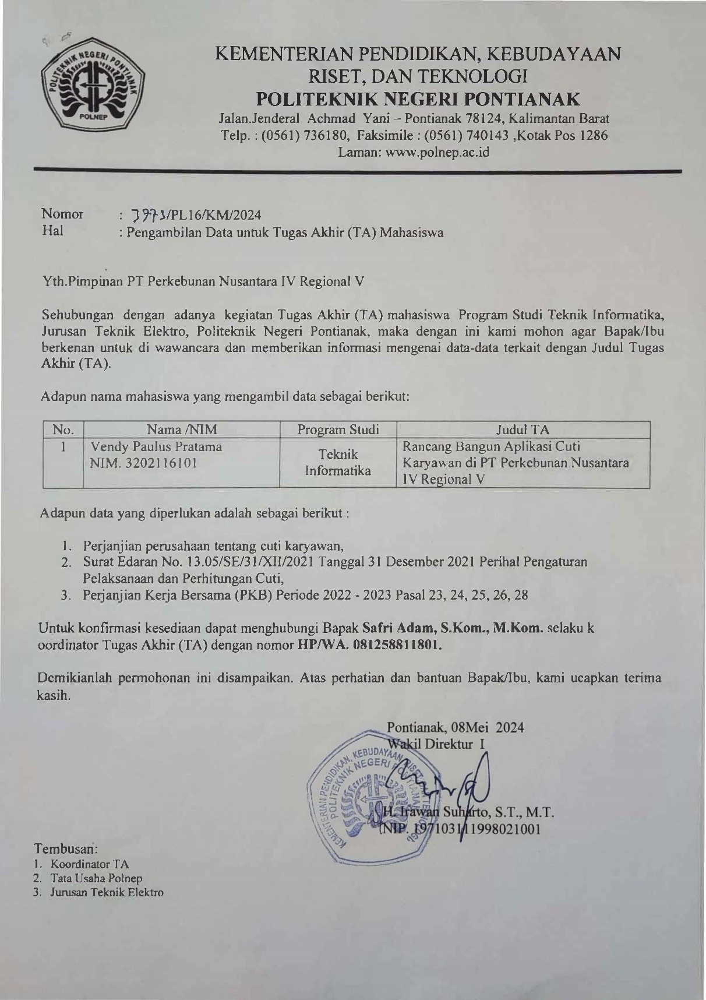 POLITEKNIK NEGERI PONTIANAK
POLNEP
KEMENTERIAN PENDIDIKAN, KEBUDAYAAN
RISET, DAN TEKNOLOGI
POLITEKNIK NEGERI PONTIANAK
Jalan.Jenderal Achmad Yani – Pontianak 78124, Kalimantan Barat
Telp. : (0561) 736180, Faksimile : (0561) 740143 ,Kotak Pos 1286
Laman: www.polnep.ac.id
Nomor : /PL16/KM/2024
Hal : Pengambilan Data untuk Tugas Akhir (TA) Mahasiswa
Yth.Pimpinan PT Perkebunan Nusantara IV Regional V
Sehubungan dengan adanya kegiatan Tugas Akhir (TA) mahasiswa Program Studi Teknik Informatika,
Jurusan Teknik Elektro, Politeknik Negeri Pontianak, maka dengan ini kami mohon agar Bapak/Ibu
berkenan untuk di wawancara dan memberikan informasi mengenai data-data terkait dengan Judul Tugas
Akhir (TA).
Adapun nama mahasiswa yang mengambil data sebagai berikut:
No. Nama /NIM Program Studi Judul TA
1 Vendy Paulus Pratama
NIM. 3202116101
Teknik
Informatika
Rancang Bangun Aplikasi Cuti
Karyawan di PT Perkebunan Nusantara
IV Regional V
Adapun data yang diperlukan adalah sebagai berikut :
1. Perjanjian perusahaan tentang cuti karyawan,
2. Surat Edaran No. 13.05/SE/31/XII/2021 Tanggal 31 Desember 2021 Perihal Pengaturan
Pelaksanaan dan Perhitungan Cuti,
3. Perjanjian Kerja Bersama (PKB) Periode 2022 - 2023 Pasal 23, 24, 25, 26, 28
Untuk konfirmasi kesediaan dapat menghubungi Bapak Safri Adam, S.Kom., M.Kom. selaku k
oordinator Tugas Akhir (TA) dengan nomor HP/WA. 081258811801.
Demikianlah permohonan ini disampaikan. Atas perhatian dan bantuan Bapak/Ibu, kami ucapkan terima
kasih.
Pontianak, 08Mei 2024
Wakil Direktur I
KEMENTERIAN PENDIDIKAN, KEBUDAYAAN, RISET, DAN TEKNOLOGI
POLITEKNIK NEGERI PONTIANAK
H. Irawan Suharto, S.T., M.T.
NIP. 197103111998021001
Tembusan:
1. Koordinator TA
2. Tata Usaha Polnep
3. Jurusan Teknik Elektro